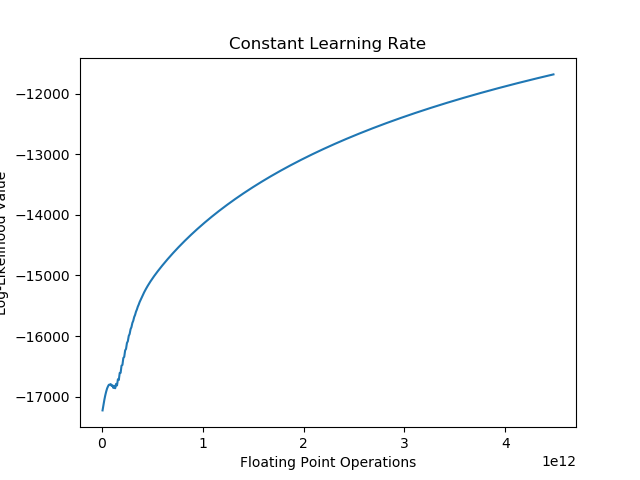 Constant Learning Rate
Log-Likelihood Value
−12000
−13000
−14000
−15000
−16000
−17000
0
1
2
3
4
1e12
Floating Point Operations